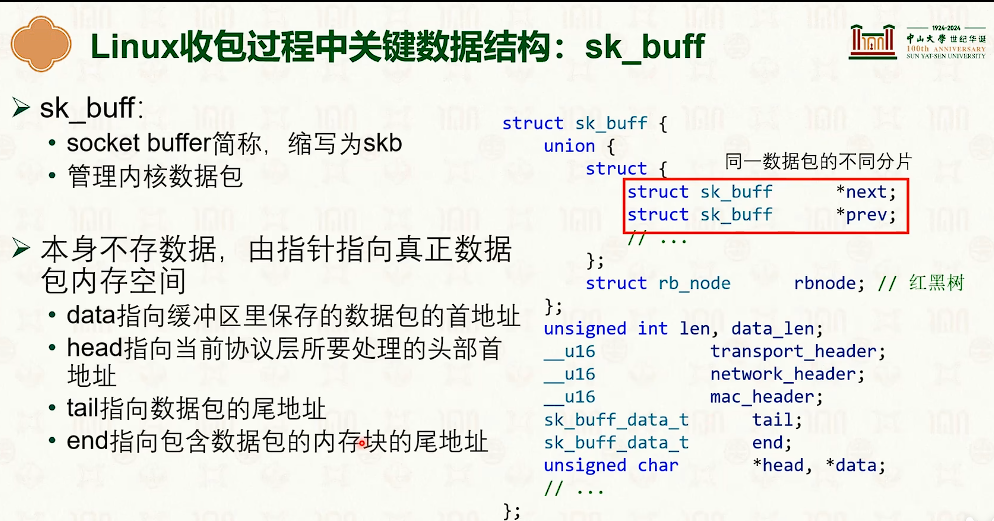 Linux收包过程中关键数据结构：sk_buff
1924-2024
中山大學 世纪华诞
100th ANNIVERSARY
SUN YAT-SEN UNIVERSITY
sk_buff：
socket buffer简称，缩写为skb
管理内核数据包
本身不存数据，由指针指向真正数据
包内存空间
data指向缓冲区里保存的数据包的首地址
head指向当前协议层所要处理的头部首
地址
tail指向数据包的尾地址
end指向包含数据包的内存块的尾地址
struct sk_buff {
union {
struct {
同一数据包的不同分片
struct sk_buff *next;
struct sk_buff *prev;
// ...
};
struct rb_node rbnode; // 红黑树
};
unsigned int len, data_len;
__u16 transport_header;
__u16 network_header;
__u16 mac_header;
sk_buff_data_t tail;
sk_buff_data_t end;
unsigned char *head, *data;
// ...
};